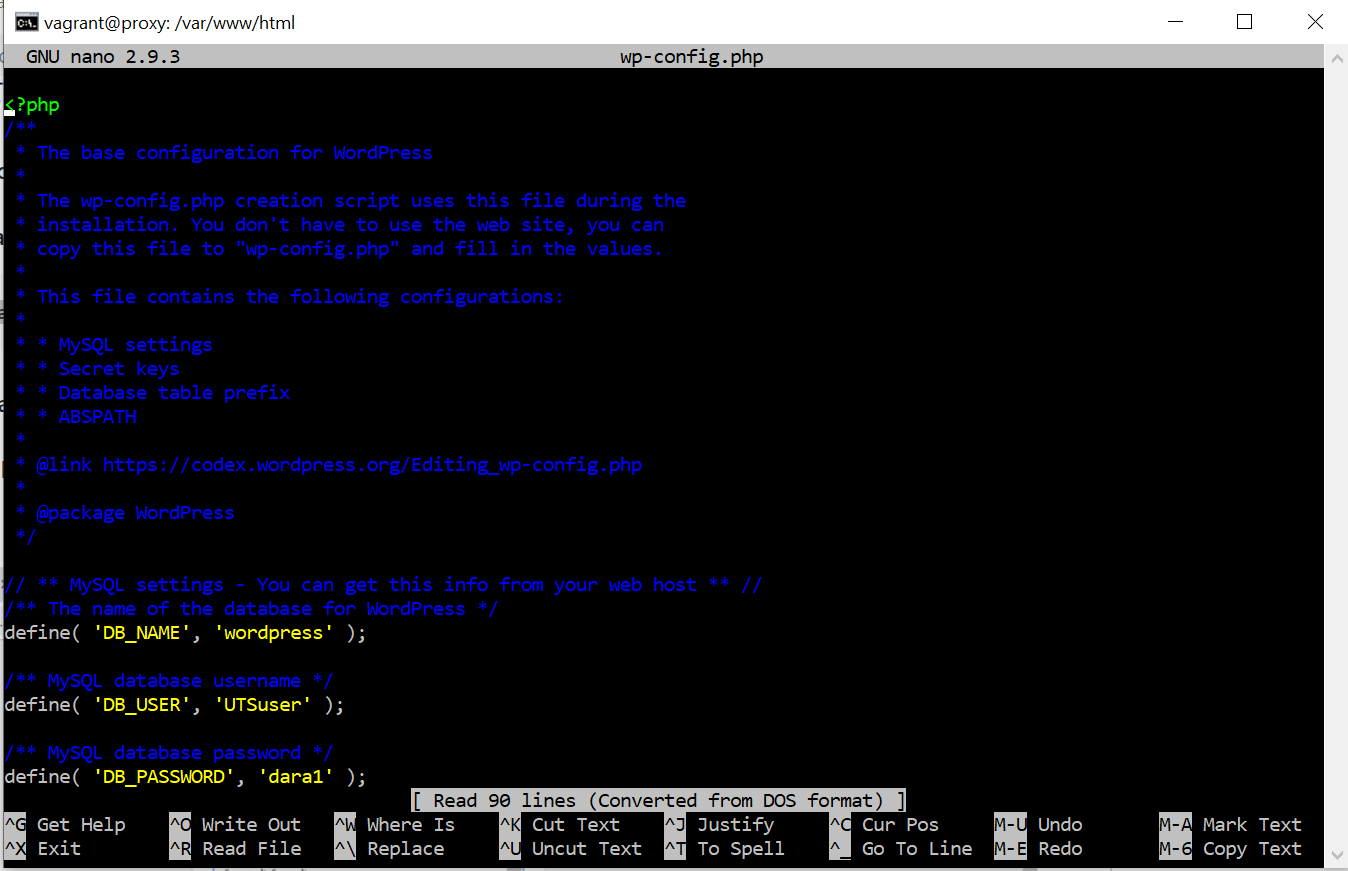 vagrant@proxy: /var/www/html
GNU nano 2.9.3 wp-config.php
<?php
/**
 * The base configuration for WordPress
 *
 * The wp-config.php creation script uses this file during the
 * installation. You don't have to use the web site, you can
 * copy this file to "wp-config.php" and fill in the values.
 *
 * This file contains the following configurations:
 *
 * * MySQL settings
 * * Secret keys
 * * Database table prefix
 * * ABSPATH
 *
 * @link https://codex.wordpress.org/Editing_wp-config.php
 *
 * @package WordPress
 */
// ** MySQL settings - You can get this info from your web host ** //
/** The name of the database for WordPress */
define( 'DB_NAME', 'wordpress' );
/** MySQL database username */
define( 'DB_USER', 'UTSuser' );
/** MySQL database password */
define( 'DB_PASSWORD', 'dara1' );
[ Read 90 lines (Converted from DOS format) ]
^G Get Help ^O Write Out ^W Where Is ^K Cut Text ^J Justify ^C Cur Pos M-U Undo M-A Mark Text
^X Exit ^R Read File ^\ Replace ^U Uncut Text ^T To Spell ^_ Go To Line M-E Redo M-6 Copy Text